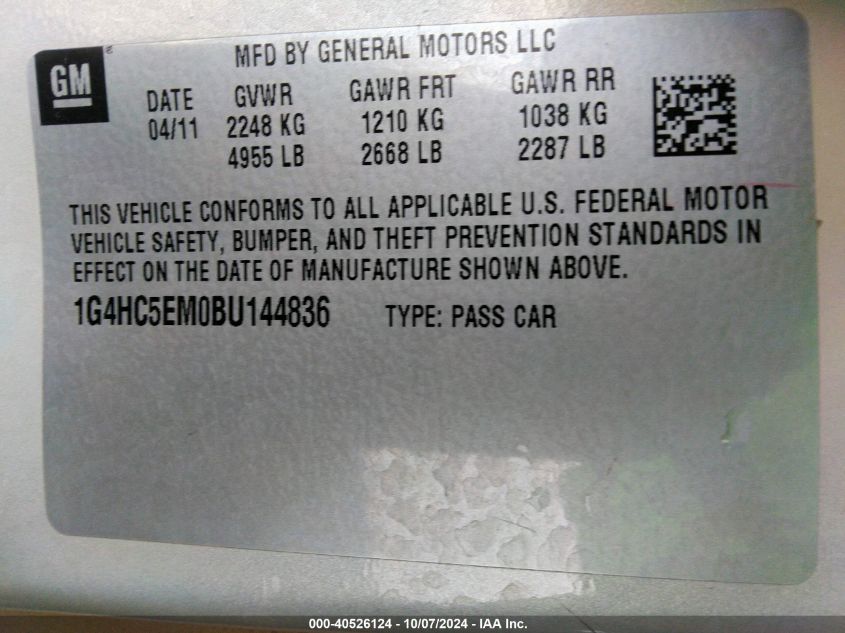 GM
MFD BY GENERAL MOTORS LLC
DATE GVWR GAWR FRT GAWR RR
04/11 2248 KG 1210 KG 1038 KG
4955 LB 2668 LB 2287 LB
THIS VEHICLE CONFORMS TO ALL APPLICABLE U.S. FEDERAL MOTOR
VEHICLE SAFETY, BUMPER, AND THEFT PREVENTION STANDARDS IN
EFFECT ON THE DATE OF MANUFACTURE SHOWN ABOVE.
1G4HC5EM0BU144836 TYPE: PASS CAR
000-40526124 - 10/07/2024 - IAA Inc.